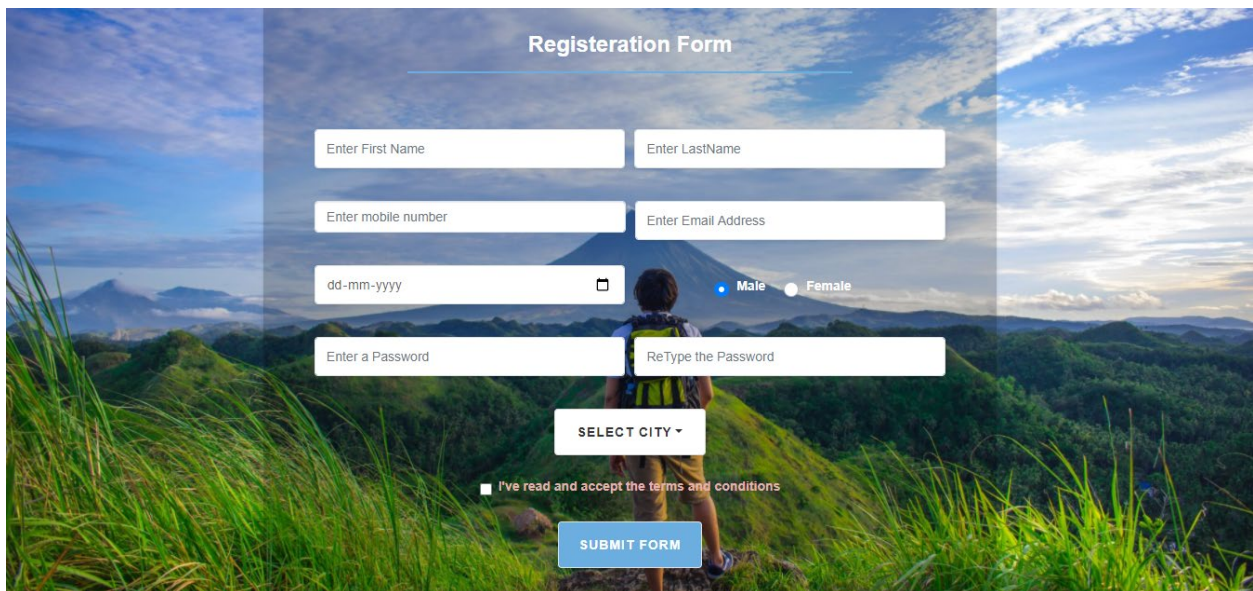 Registeration Form
Enter First Name
Enter LastName
Enter mobile number
Enter Email Address
dd-mm-yyyy
Male
Female
Enter a Password
ReType the Password
SELECT CITY
I've read and accept the terms and conditions
SUBMIT FORM